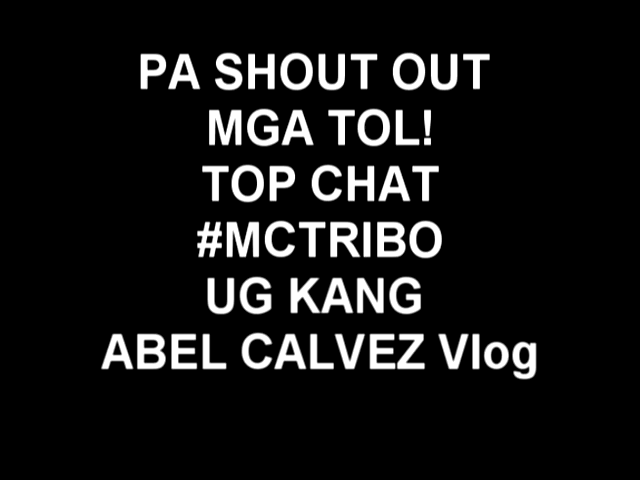 PA SHOUT OUT
MGA TOL!
TOP CHAT
#MCTRIBO
UG KANG
ABEL CALVEZ Vlog